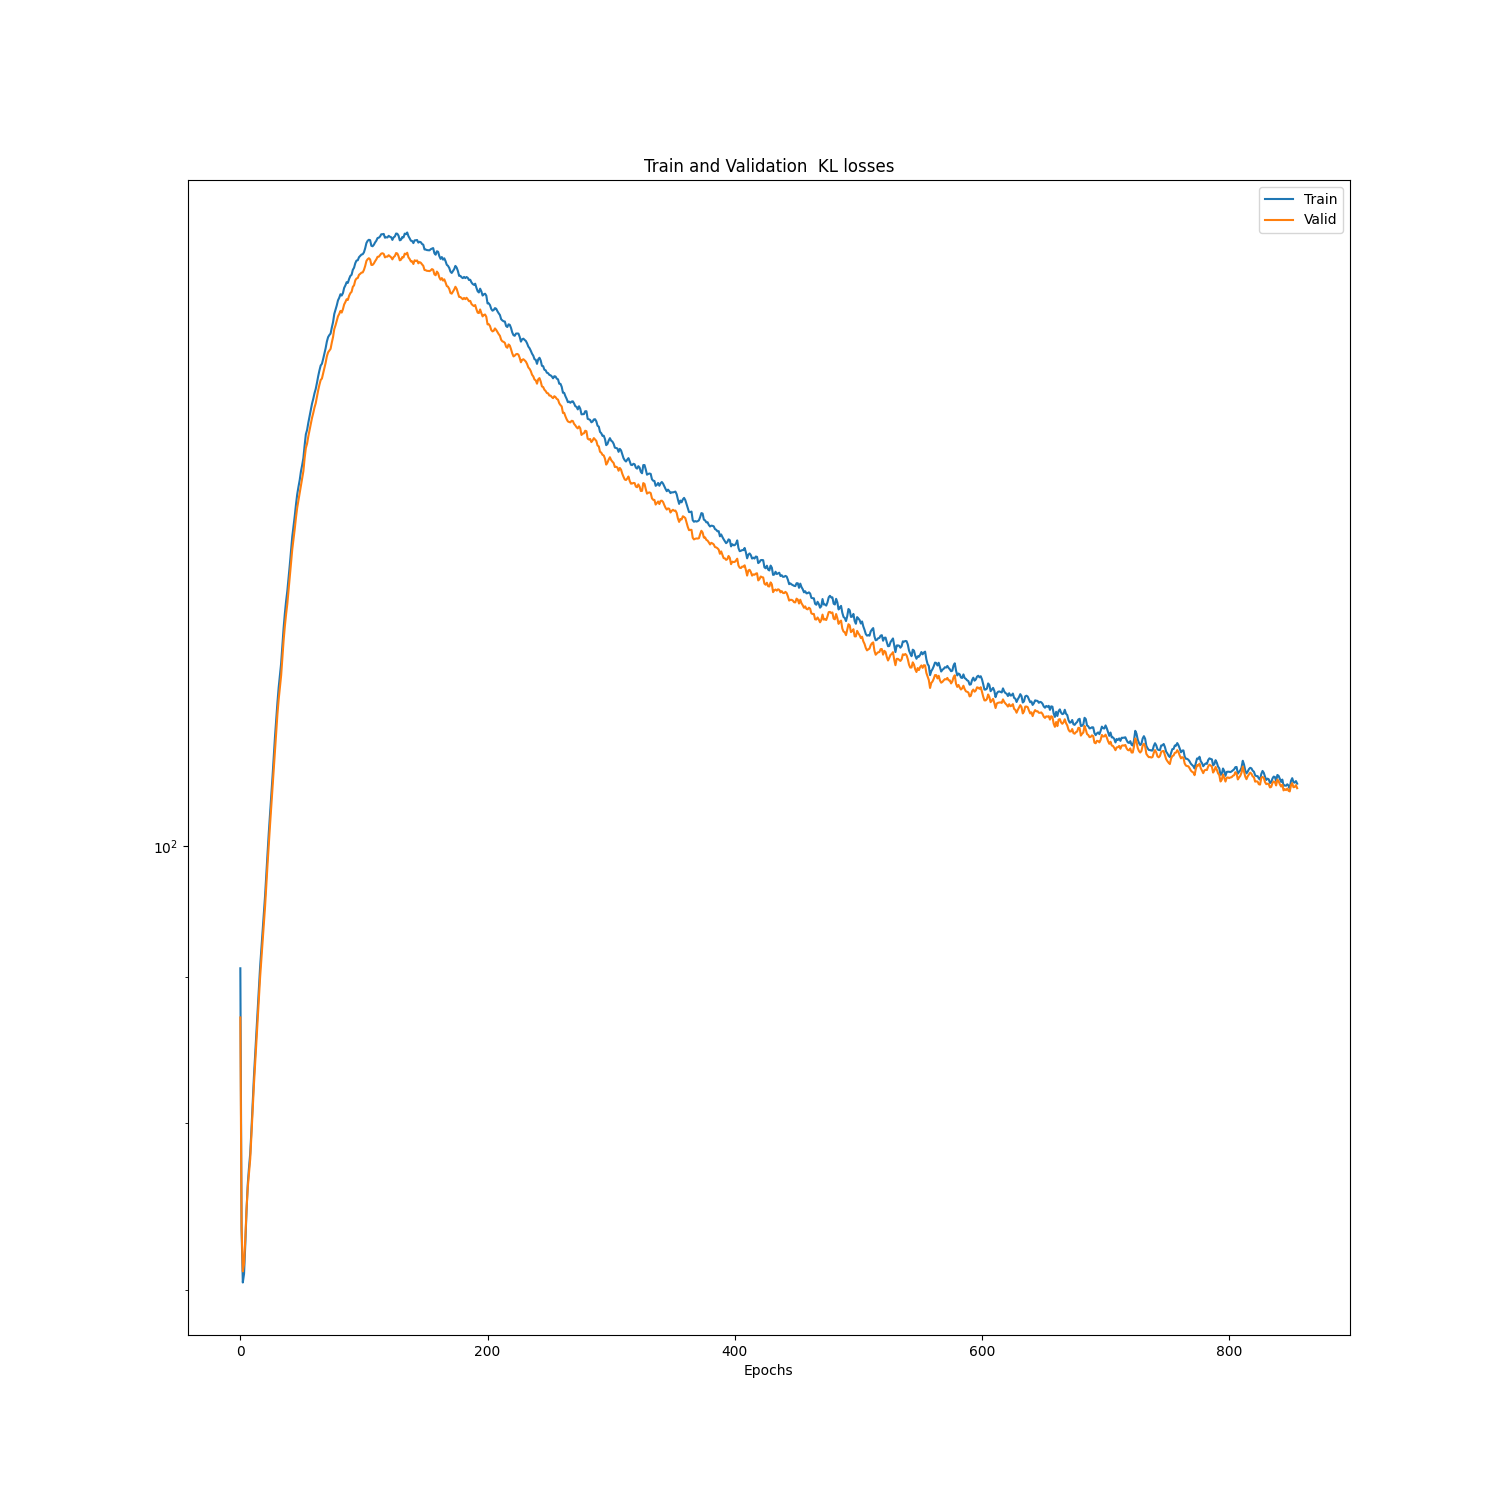 Train and Validation  KL losses
Train
Valid
10²
0 200 400 600 800
Epochs